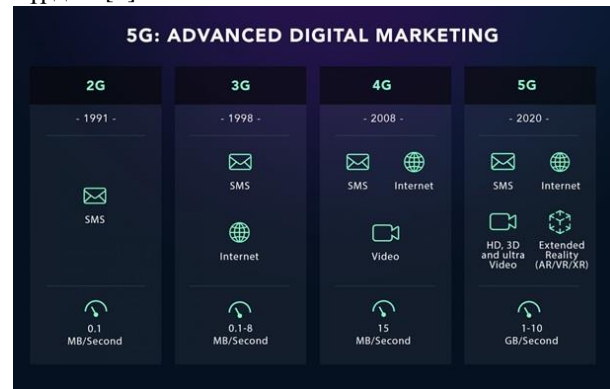 5G: ADVANCED DIGITAL MARKETING
2G
- 1991 -
SMS
0.1
MB/Second
3G
- 1998 -
SMS
Internet
0.1-8
MB/Second
4G
- 2008 -
SMS
Internet
Video
15
MB/Second
5G
- 2020 -
SMS
Internet
HD, 3D
and ultra
Video
Extended
Reality
(AR/VR/XR)
1-10
GB/Second